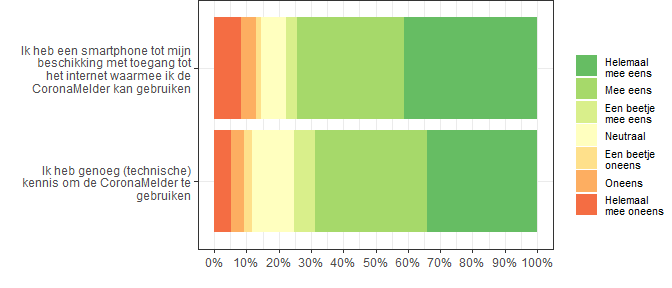 Ik heb een smartphone tot mijn
beschikking met toegang tot
het internet waarmee ik de
CoronaMelder kan gebruiken
Ik heb genoeg (technische)
kennis om de CoronaMelder te
gebruiken
0% 10% 20% 30% 40% 50% 60% 70% 80% 90% 100%
Helemaal
mee eens
Mee eens
Een beetje
mee eens
Neutraal
Een beetje
oneens
Oneens
Helemaal
mee oneens